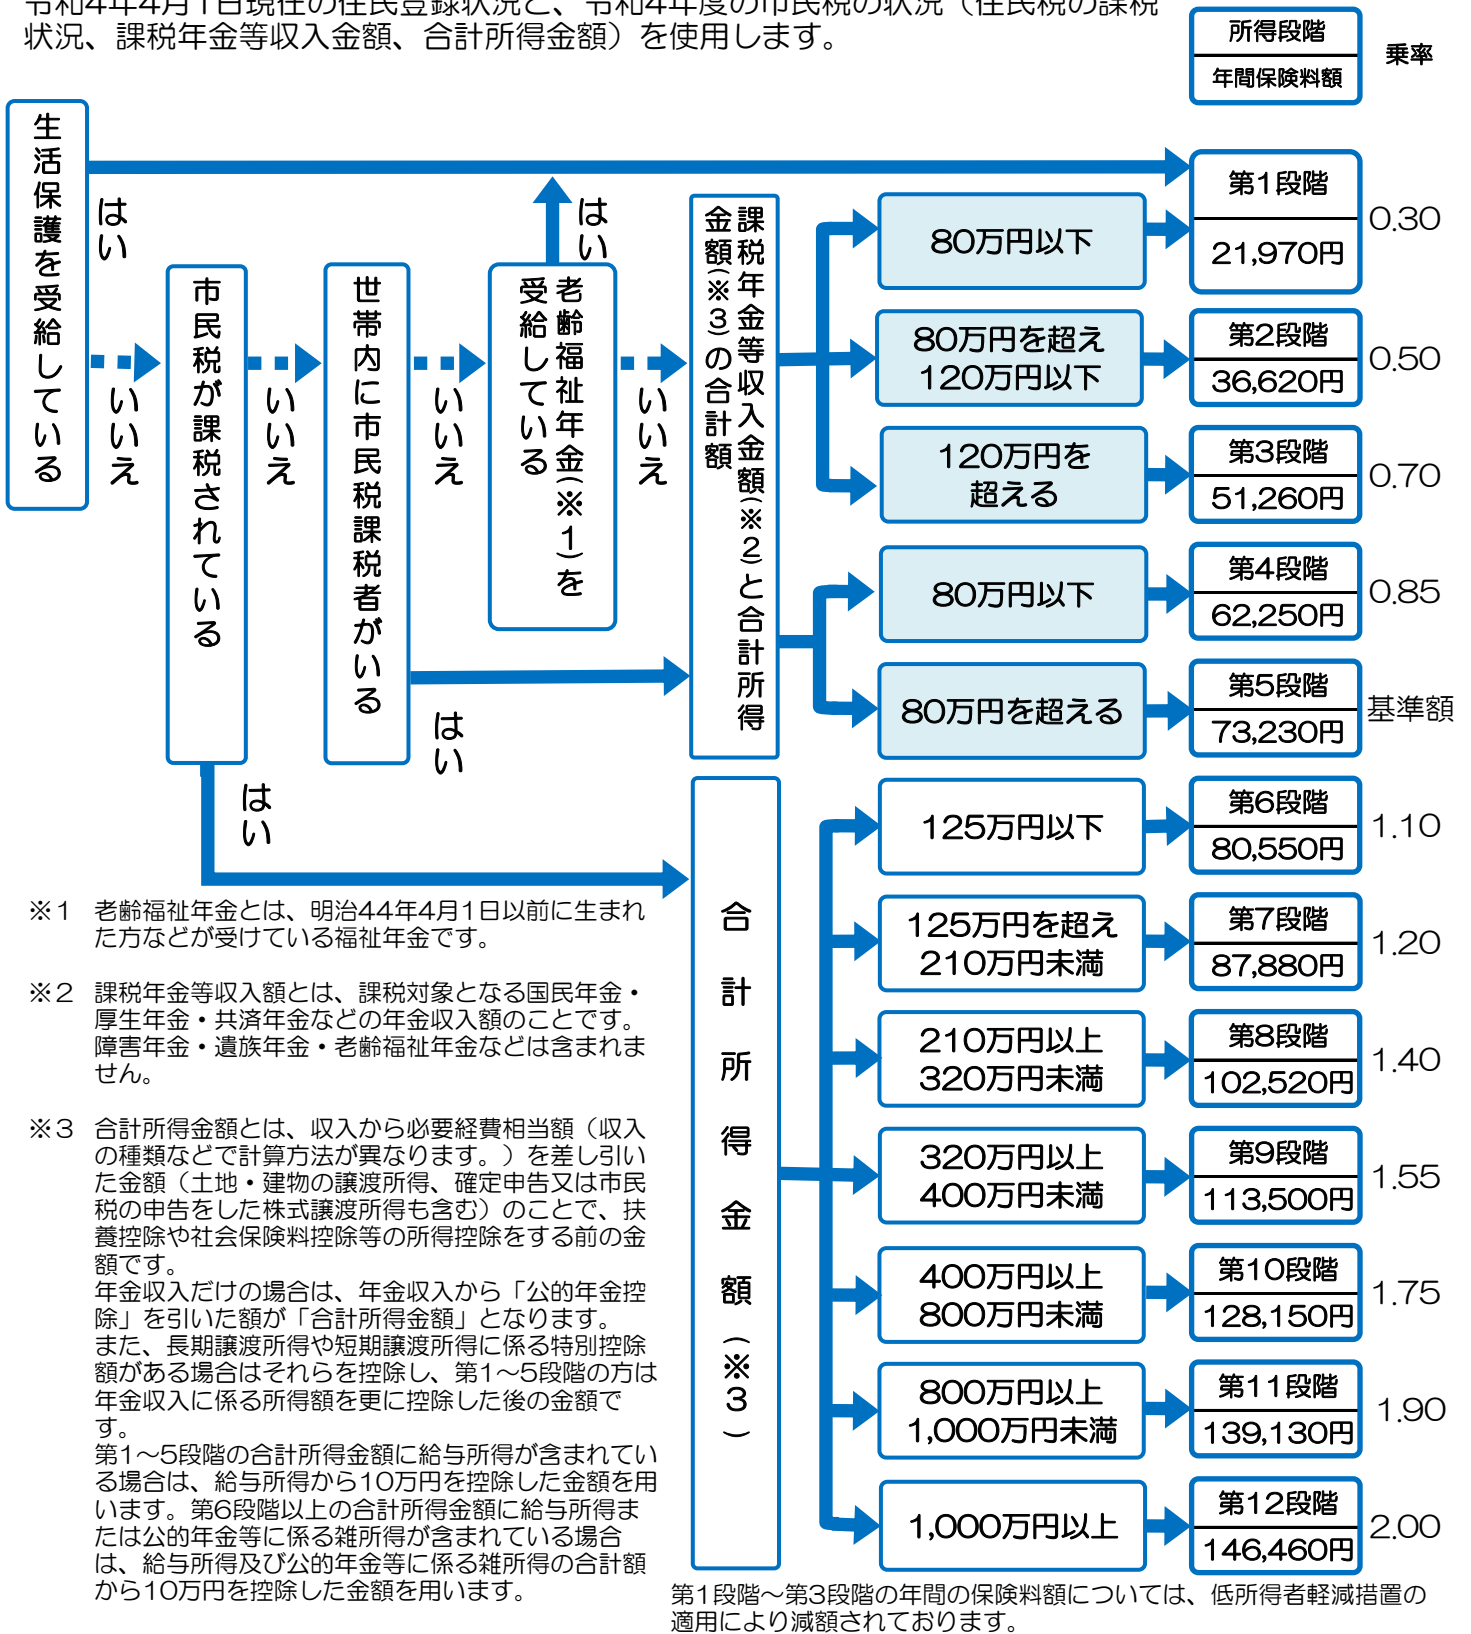 令和4年4月1日現在の住民登録状況と、令和4年度の市民税の状況（住民税の課税
状況、課税年金等収入金額、合計所得金額）を使用します。
所得段階
年間保険料額
乗率
生活保護を受給している
はい
いいえ
市民税が課税されている
いいえ
はい
世帯内に市民税課税者がいる
いいえ
はい
老齢福祉年金(※1)を
受給している
はい
いいえ
課税年金等収入金額(※2)と合計所得
金額(※3)の合計額
80万円以下
第1段階
21,970円
0.30
80万円を超え
120万円以下
第2段階
36,620円
0.50
120万円を
超える
第3段階
51,260円
0.70
80万円以下
第4段階
62,250円
0.85
80万円を超える
第5段階
73,230円
基準額
合計所得金額(※3)
125万円以下
第6段階
80,550円
1.10
125万円を超え
210万円未満
第7段階
87,880円
1.20
210万円以上
320万円未満
第8段階
102,520円
1.40
320万円以上
400万円未満
第9段階
113,500円
1.55
400万円以上
800万円未満
第10段階
128,150円
1.75
800万円以上
1,000万円未満
第11段階
139,130円
1.90
1,000万円以上
第12段階
146,460円
2.00
※1 老齢福祉年金とは、明治44年4月1日以前に生まれ
た方などが受けている福祉年金です。
※2 課税年金等収入額とは、課税対象となる国民年金・
厚生年金・共済年金などの年金収入額のことです。
障害年金・遺族年金・老齢福祉年金などは含まれま
せん。
※3 合計所得金額とは、収入から必要経費相当額（収入
の種類などで計算方法が異なります。）を差し引い
た金額（土地・建物の譲渡所得、確定申告又は市民
税の申告をした株式譲渡所得も含む）のことで、扶
養控除や社会保険料控除等の所得控除をする前の金
額です。
年金収入だけの場合は、年金収入から「公的年金控
除」を引いた額が「合計所得金額」となります。
また、長期譲渡所得や短期譲渡所得に係る特別控除
額がある場合はそれらを控除し、第1～5段階の方は
年金収入に係る所得額を更に控除した後の金額で
す。
第1～5段階の合計所得金額に給与所得が含まれてい
る場合は、給与所得から10万円を控除した金額を用
います。第6段階以上の合計所得金額に給与所得ま
たは公的年金等に係る雑所得が含まれている場合
は、給与所得及び公的年金等に係る雑所得の合計額
から10万円を控除した金額を用います。
第1段階～第3段階の年間の保険料額については、低所得者軽減措置の
適用により減額されております。